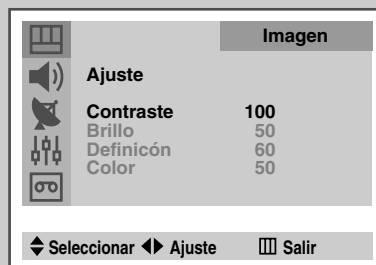 Imagen
Ajuste
Contraste 100
Brillo 50
Definicón 60
Color 50
Seleccionar Ajuste Salir